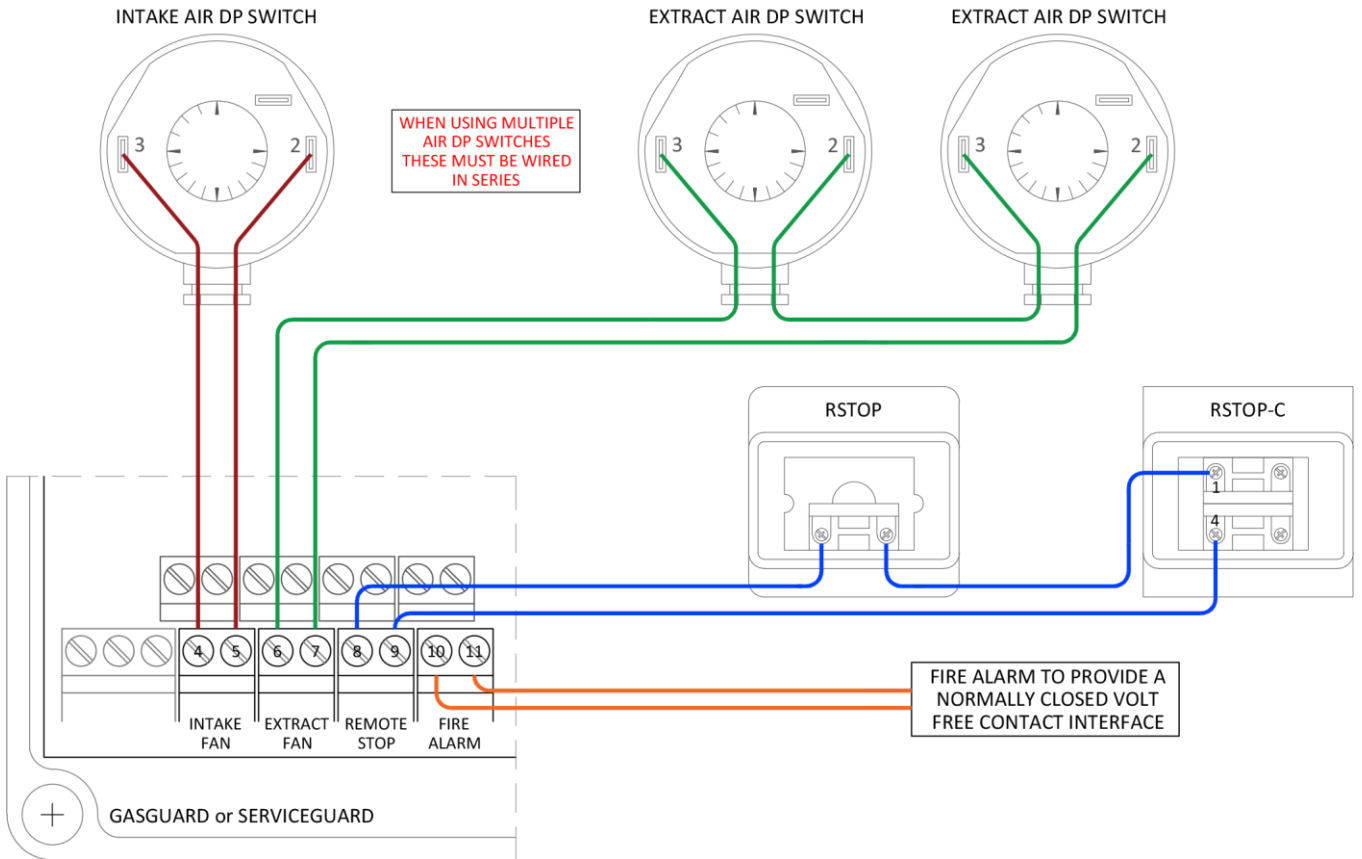 INTAKE AIR DP SWITCH
EXTRACT AIR DP SWITCH
EXTRACT AIR DP SWITCH
WHEN USING MULTIPLE
AIR DP SWITCHES
THESE MUST BE WIRED
IN SERIES
3
2
3
2
3
2
RSTOP
RSTOP-C
1
4
4
5
6
7
8
9
10
11
INTAKE
FAN
EXTRACT
FAN
REMOTE
STOP
FIRE
ALARM
FIRE ALARM TO PROVIDE A
NORMALLY CLOSED VOLT
FREE CONTACT INTERFACE
GASGUARD or SERVICEGUARD